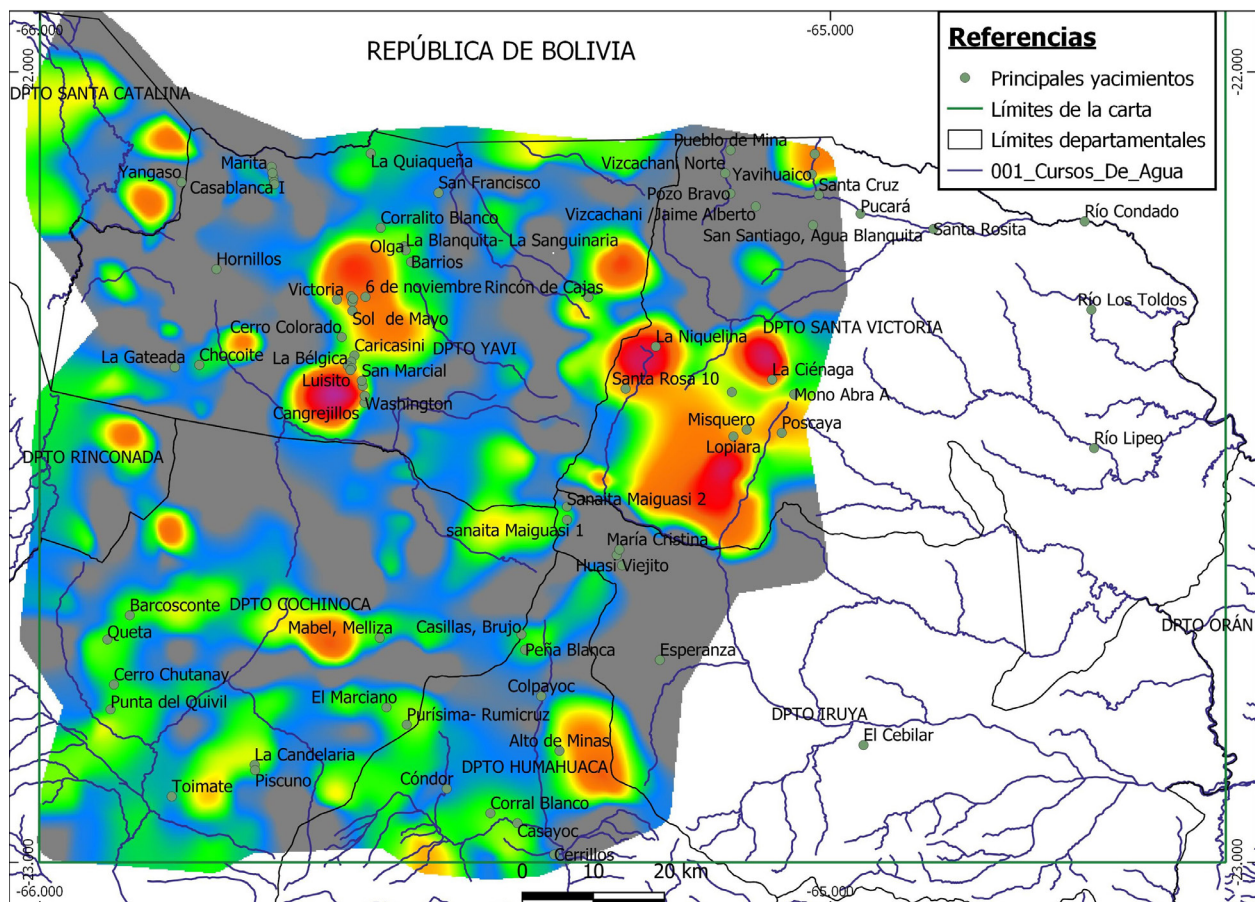 -66.000
-65.000
REPÚBLICA DE BOLIVIA
Referencias
Principales yacimientos
Límites de la carta
Límites departamentales
001_Cursos_De_Agua
-22.000
-22.000
DPTO SANTA CATALINA
Pueblo de Mina
La Quiaqueña
Vizcachani Norte
Marita
Yangaso
Yavihuaico
Casablanca I
San Francisco
Pozo Bravo
Santa Cruz
Pucará
Corralito Blanco
Vizcachani /Jaime Alberto
Río Condado
San Santiago, Agua Blanquita
Santa Rosita
Olga
La Blanquita- La Sanguinaria
Barrios
Hornillos
Victoria
6 de noviembre
Rincón de Cajas
Río Los Toldos
Sol de Mayo
Cerro Colorado
DPTO SANTA VICTORIA
Caricasini
DPTO YAVI
La Niquelina
La Gateada
Chocoite
La Bélgica
San Marcial
Luisito
Santa Rosa 10
La Ciénaga
Mono Abra A
Washington
Cangrejillos
Misquero
Poscaya
Lopiara
Río Lipeo
DPTO RINCONADA
Sanaita Maiguasi 2
sanaita Maiguasi 1
María Cristina
Huasi Viejito
Barcosconte
DPTO COCHINOCA
Mabel, Melliza
Casillas, Brujo
DPTO ORÁN
Queta
Peña Blanca
Esperanza
Cerro Chutanay
Colpayoc
Punta del Quivil
El Marciano
Purísima- Rumicruz
DPTO IRUYA
El Cebilar
Alto de Minas
La Candelaria
DPTO HUMAHUACA
Piscuno
Cóndor
Toimate
Corral Blanco
Casayoc
Cerrillos
-23.000
-23.000
0 10 20 km
-66.000
-65.000